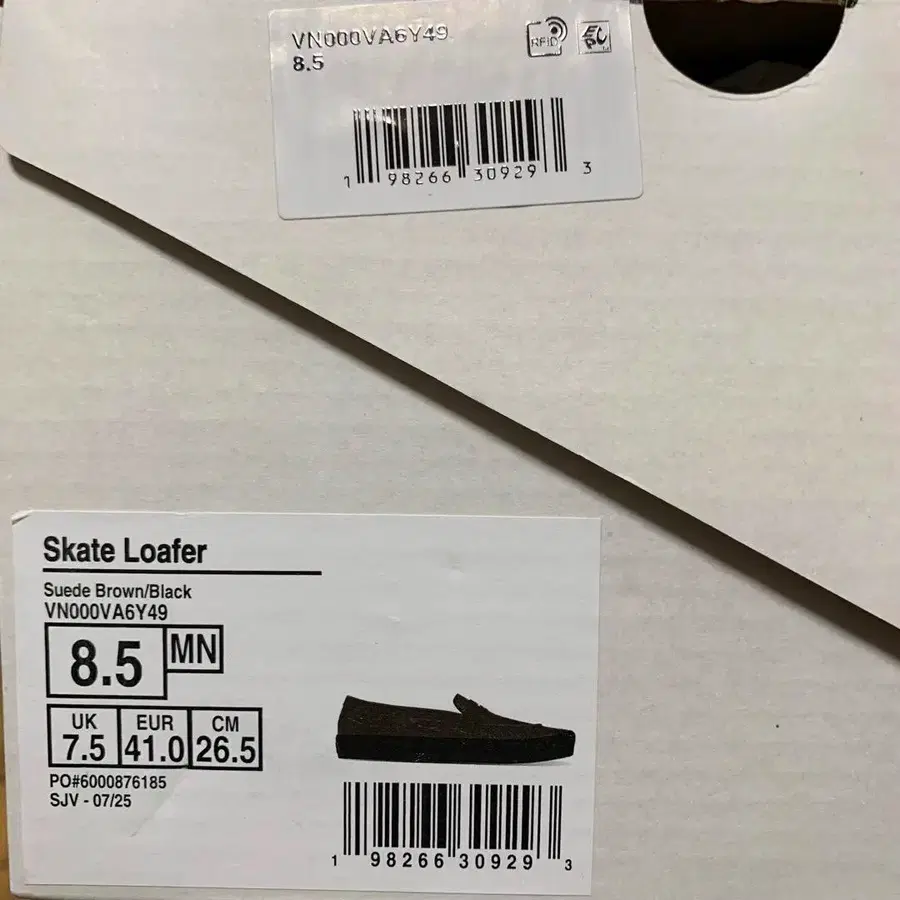 VN000VA6Y49
8.5
RFID
EPC
1 98266 30929 3
Skate Loafer
Suede Brown/Black
VN000VA6Y49
8.5 MN
UK EUR CM
7.5 41.0 26.5
PO#6000876185
SJV - 07/25
1 98266 30929 3